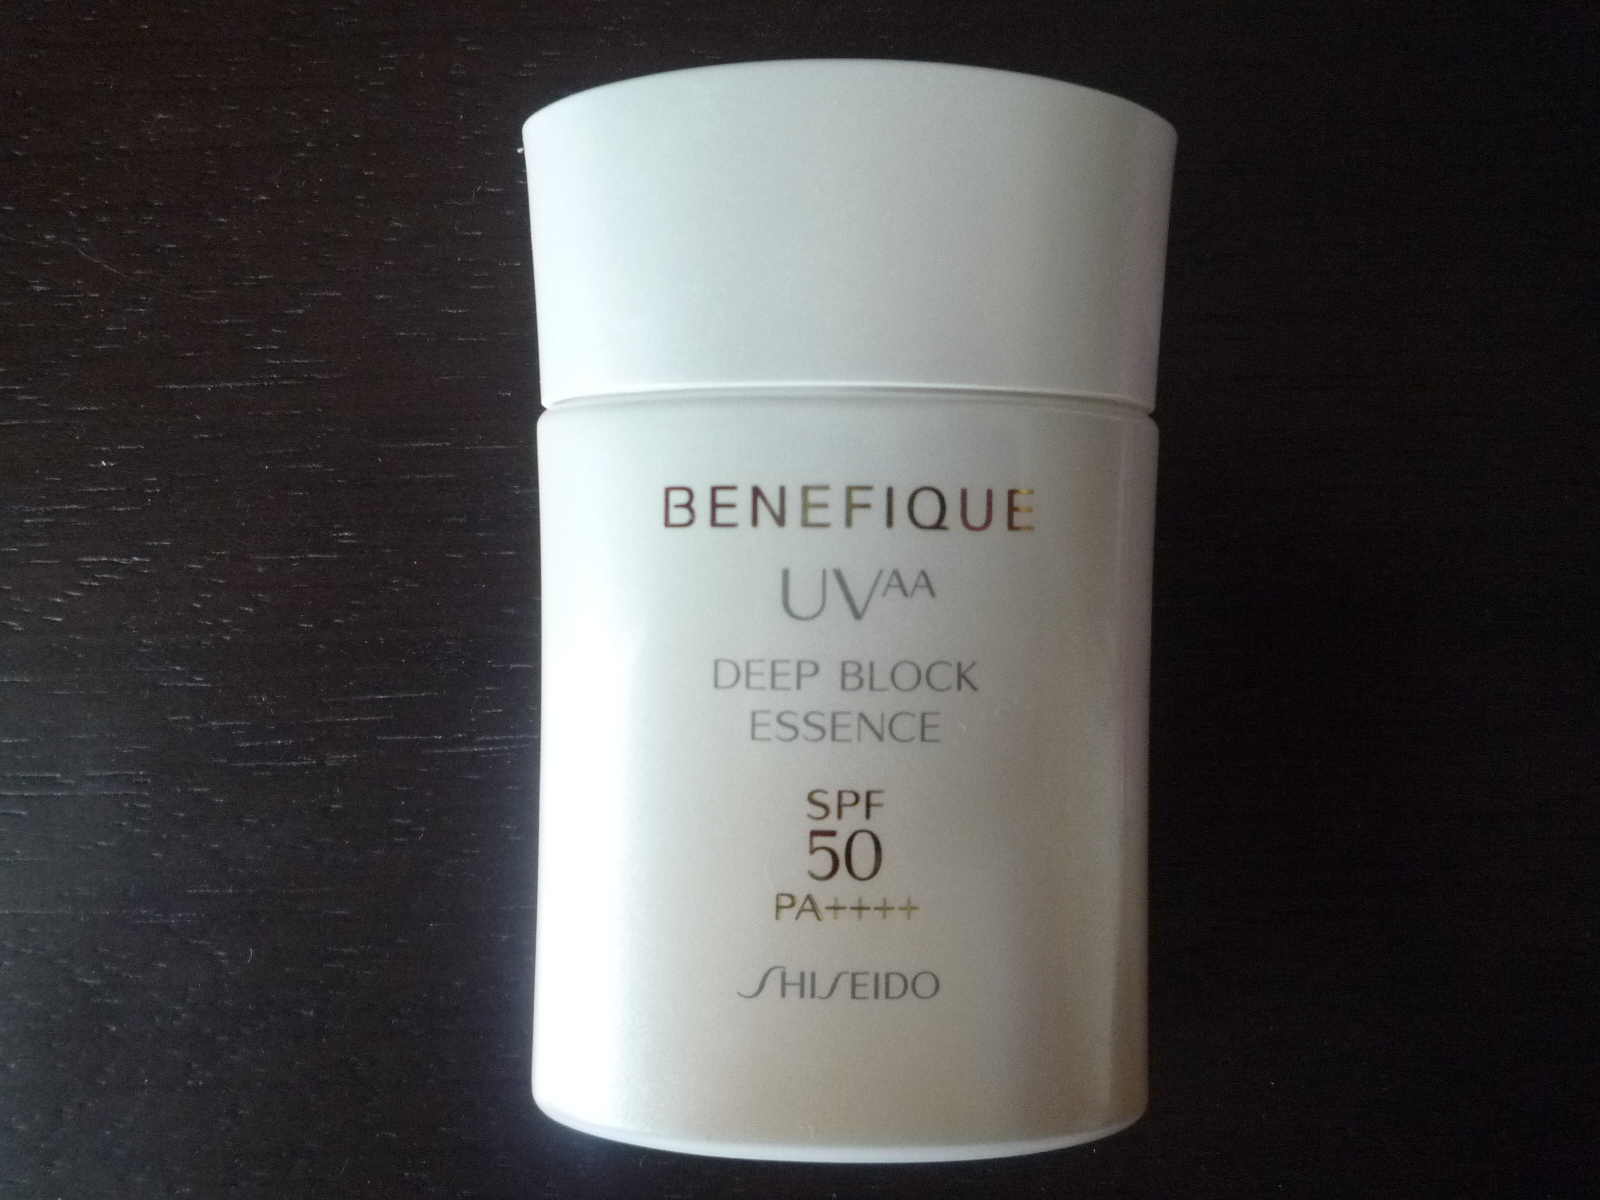 BENEFIQUE
UVAA
DEEP BLOCK
ESSENCE
SPF
50
PA++++
SHISEIDO